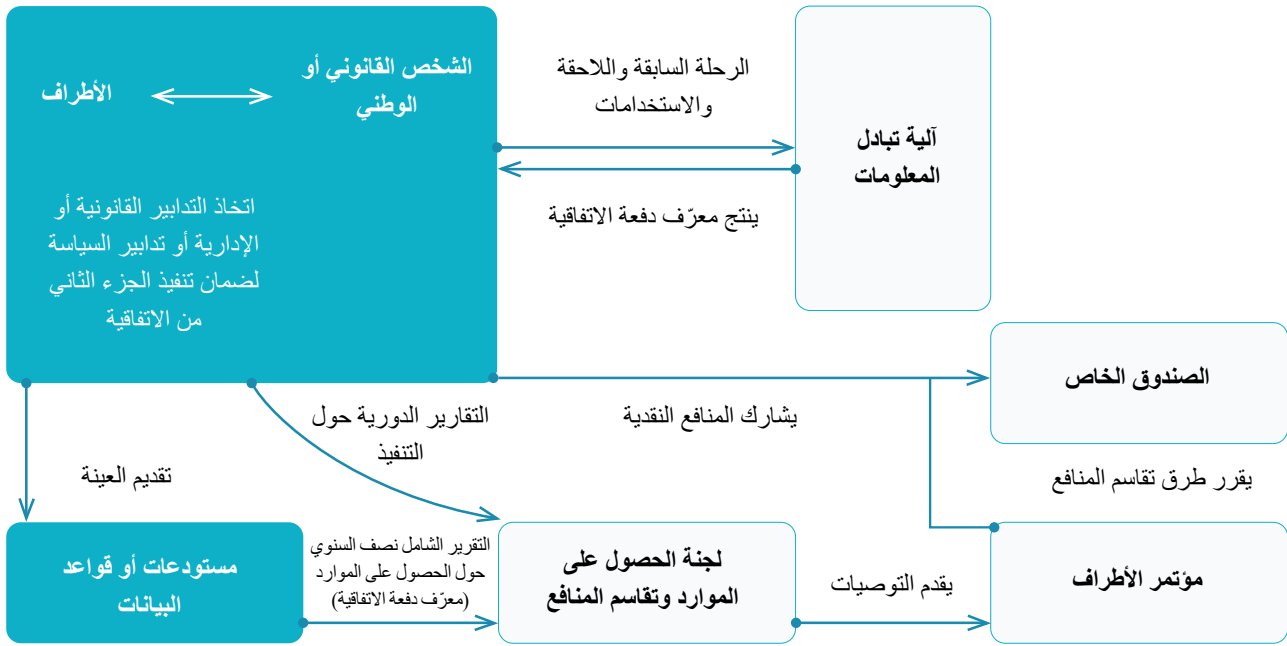 الشخص القانوني أو
الوطني
الأطراف
اتخاذ التدابير القانونية أو
الإدارية أو تدابير السياسة
لضمان تنفيذ الجزء الثاني
من الاتفاقية
الرحلة السابقة واللاحقة
والاستخدامات
ينتج معرّف دفعة الاتفاقية
آلية تبادل
المعلومات
الصندوق الخاص
يشارك المنافع النقدية
التقارير الدورية حول
التنفيذ
تقديم العينة
يقرر طرق تقاسم المنافع
مستودعات أو قواعد
البيانات
التقرير الشامل نصف السنوي
حول الحصول على الموارد
(معرّف دفعة الاتفاقية)
لجنة الحصول على
الموارد وتقاسم المنافع
يقدم التوصيات
مؤتمر الأطراف